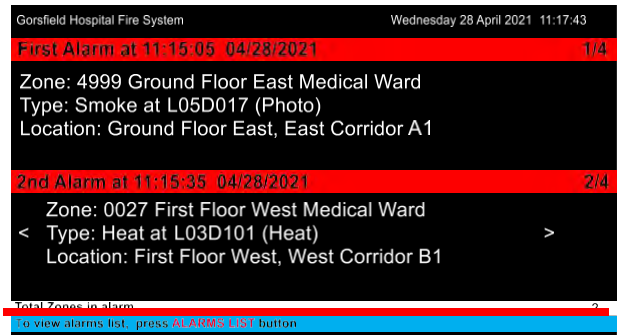 Gorsfield Hospital Fire System Wednesday 28 April 2021 11:17:43
First Alarm at 11:15:05 04/28/2021 1/4
Zone: 4999 Ground Floor East Medical Ward
Type: Smoke at L05D017 (Photo)
Location: Ground Floor East, East Corridor A1
2nd Alarm at 11:15:35 04/28/2021 2/4
Zone: 0027 First Floor West Medical Ward
< Type: Heat at L03D101 (Heat) >
Location: First Floor West, West Corridor B1
Total Zones in alarm 2
To view alarms list, press ALARMS LIST button